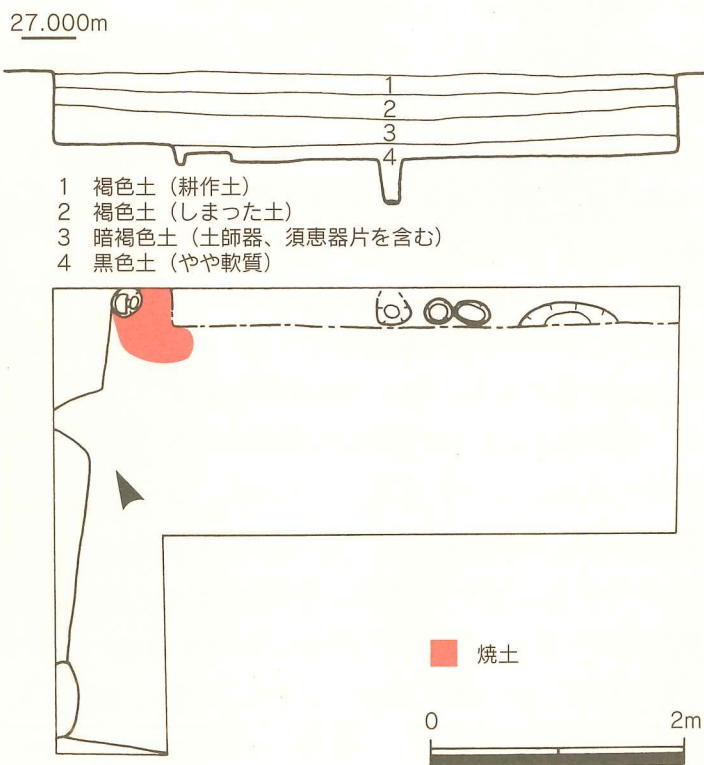 27.000m
1
2
3
4
1 褐色土（耕作土）
2 褐色土（しまった土）
3 暗褐色土（土師器、須恵器片を含む）
4 黒色土（やや軟質）
焼土
0 2m